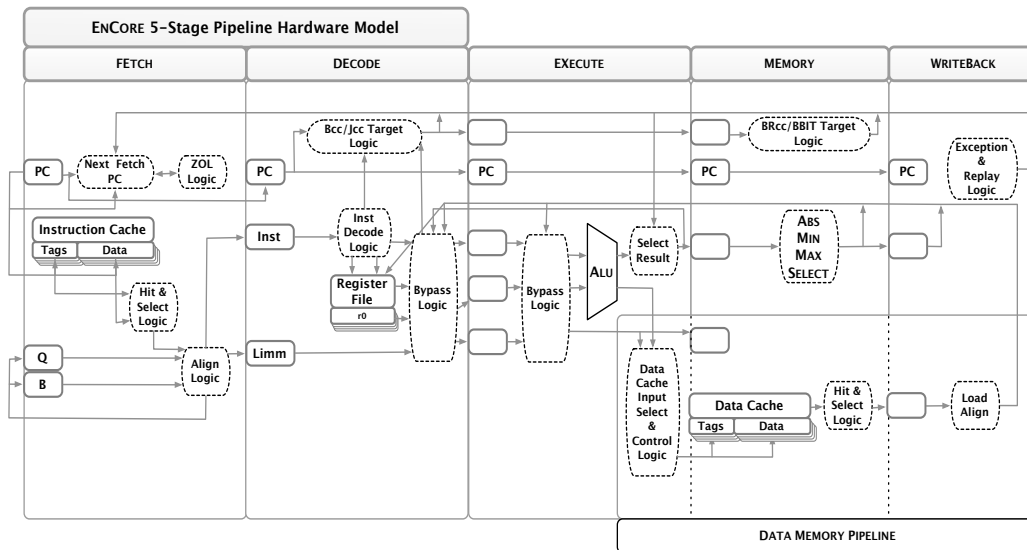 ENCORE 5-STAGE PIPELINE HARDWARE MODEL
FETCH
DECODE
EXECUTE
MEMORY
WRITEBACK
PC
Next Fetch
PC
ZOL
Logic
PC
Bcc/Jcc Target
Logic
PC
PC
BRcc/BBIT Target
Logic
PC
Exception
&
Replay
Logic
Instruction Cache
Tags
Data
Hit &
Select
Logic
Q
B
Align
Logic
Inst
Inst
Decode
Logic
Register
File
r0
Limm
Bypass
Logic
Bypass
Logic
ALU
Select
Result
ABS
MIN
MAX
SELECT
Data
Cache
Input
Select
&
Control
Logic
Data Cache
Tags
Data
Hit &
Select
Logic
Load
Align
DATA MEMORY PIPELINE